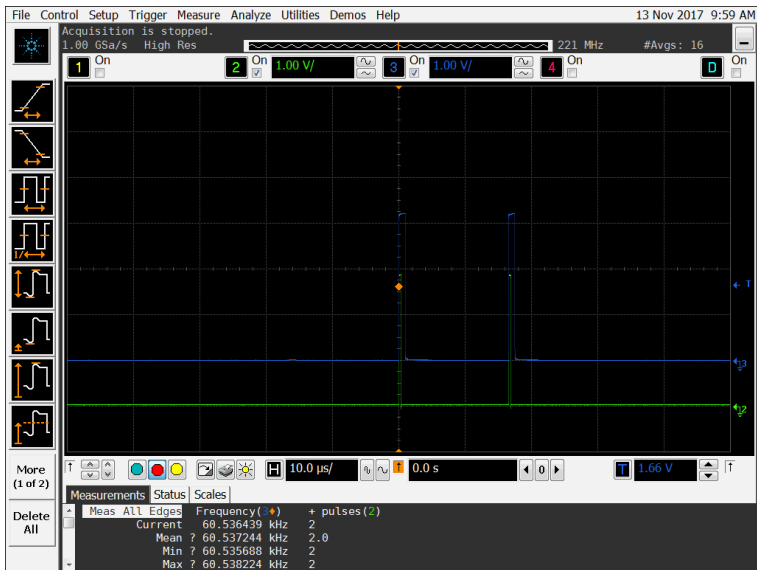 File Control Setup Trigger Measure Analyze Utilities Demos Help 13 Nov 2017 9:59 AM
Acquisition is stopped.
1.00 GSa/s High Res 221 MHz #Avgs: 16
1 On 2 On 1.00 V/ 3 On 1.00 V/ 4 On D On
T
3
2
1/
More
(1 of 2)
Delete
All
H 10.0 µs/ 0.0 s 0 T 1.66 V
Measurements Status Scales
Meas All Edges Frequency(3) + pulses(2)
Current 60.536439 kHz 2
Mean ? 60.537244 kHz 2.0
Min ? 60.535688 kHz 2
Max ? 60.538224 kHz 2